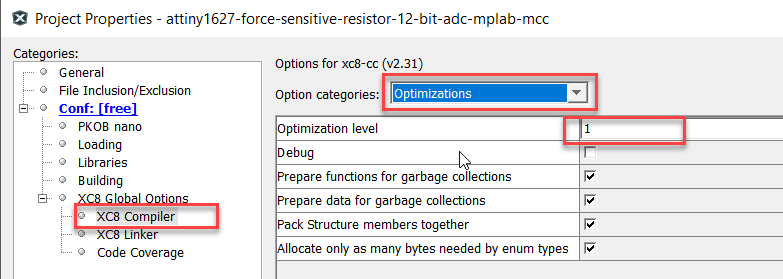 Project Properties - attiny1627-force-sensitive-resistor-12-bit-adc-mplab-mcc
Categories:
General
File Inclusion/Exclusion
Conf: [free]
PKOB nano
Loading
Libraries
Building
XC8 Global Options
XC8 Compiler
XC8 Linker
Code Coverage
Options for xc8-cc (v2.31)
Option categories: Optimizations
Optimization level 1
Debug
Prepare functions for garbage collections
Prepare data for garbage collections
Pack Structure members together
Allocate only as many bytes needed by enum types